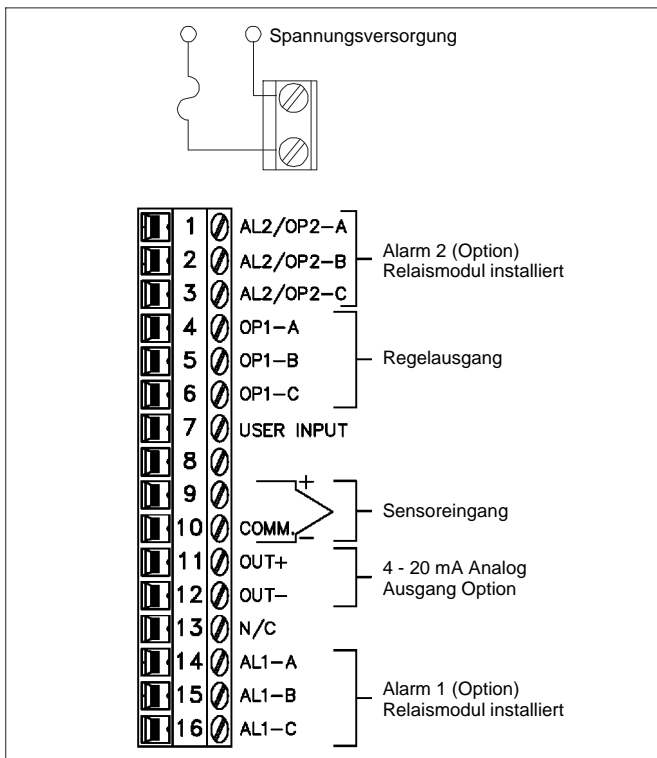 Spannungsversorgung
1 AL2/OP2-A
2 AL2/OP2-B
3 AL2/OP2-C
Alarm 2 (Option)
Relaismodul installiert
4 OP1-A
5 OP1-B
6 OP1-C
Regelausgang
7 USER INPUT
8
9 +
10 COMM. -
Sensoreingang
11 OUT+
12 OUT-
4 - 20 mA Analog
Ausgang Option
13 N/C
14 AL1-A
15 AL1-B
16 AL1-C
Alarm 1 (Option)
Relaismodul installiert